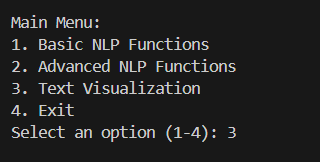 Main Menu:
1. Basic NLP Functions
2. Advanced NLP Functions
3. Text Visualization
4. Exit
Select an option (1-4): 3